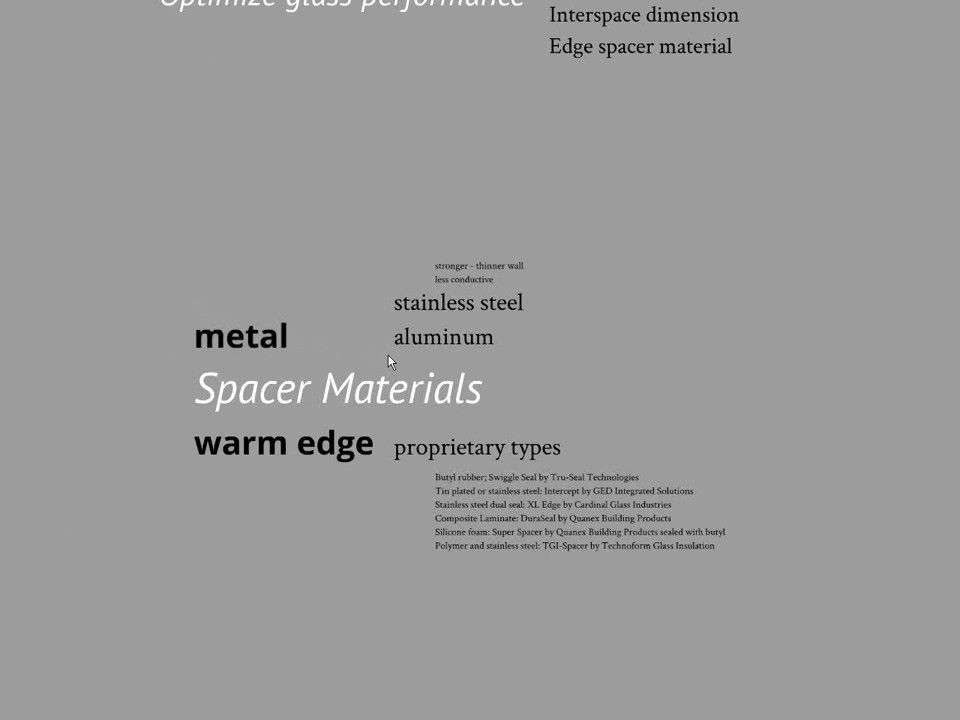 Optimize glass performance
Interspace dimension
Edge spacer material
stronger - thinner wall
less conductive
stainless steel
metal
aluminum
Spacer Materials
warm edge
proprietary types
Butyl rubber; Swiggle Seal by Tru-Seal Technologies
Tin plated or stainless steel: Intercept by GED Integrated Solutions
Stainless steel dual seal: XL Edge by Cardinal Glass Industries
Composite Laminate: DuraSeal by Quanex Building Products
Silicone foam: Super Spacer by Quanex Building Products sealed with butyl
Polymer and stainless steel: TGI-Spacer by Technoform Glass Insulation